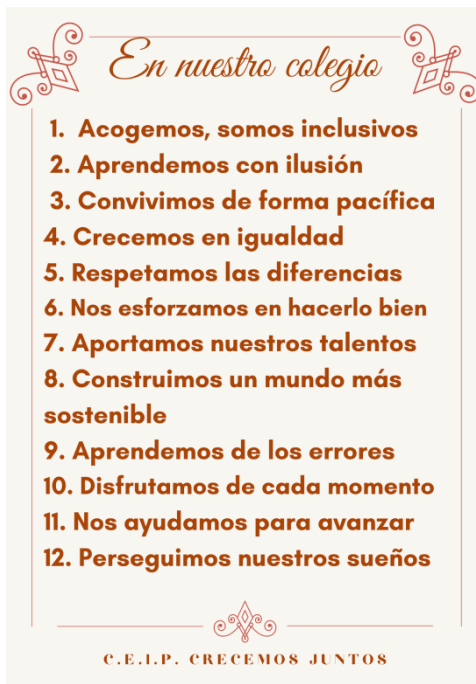 En nuestro colegio
1. Acogemos, somos inclusivos
2. Aprendemos con ilusión
3. Convivimos de forma pacífica
4. Crecemos en igualdad
5. Respetamos las diferencias
6. Nos esforzamos en hacerlo bien
7. Aportamos nuestros talentos
8. Construimos un mundo más
sostenible
9. Aprendemos de los errores
10. Disfrutamos de cada momento
11. Nos ayudamos para avanzar
12. Perseguimos nuestros sueños
C.E.I.P. CRECEMOS JUNTOS